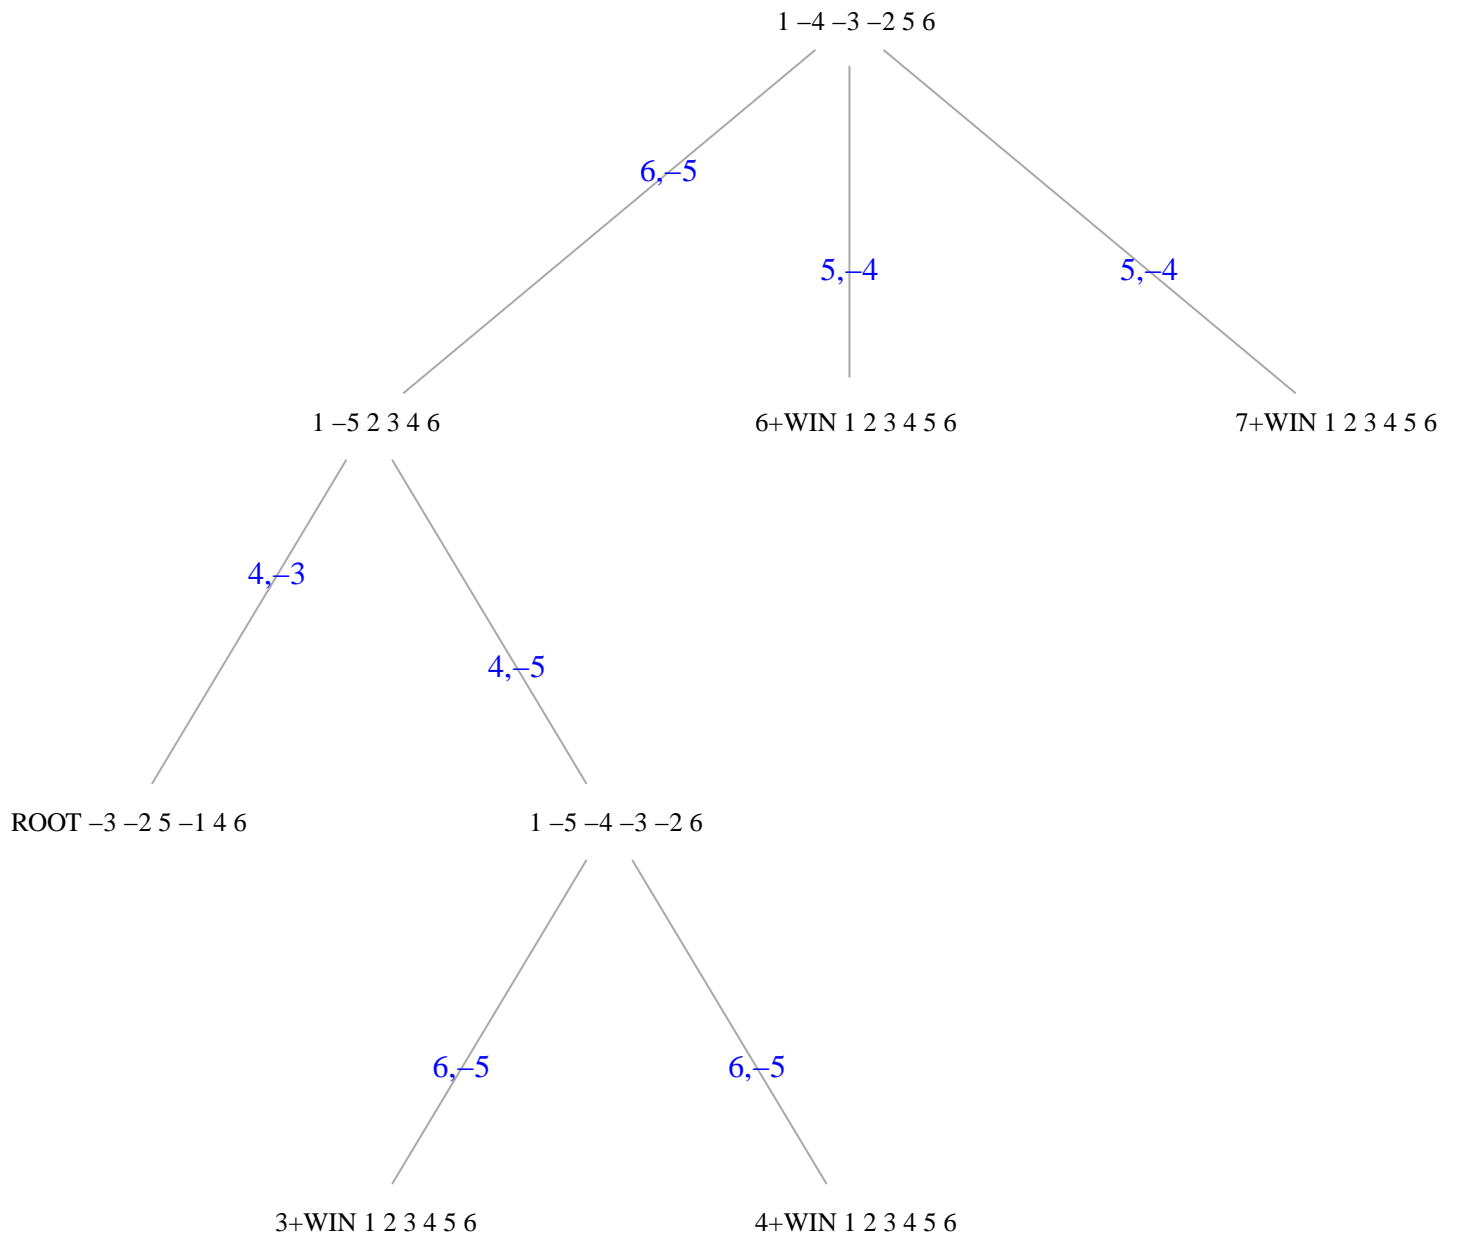 1 –4 –3 –2 5 6
6,–5
5,–4
5,–4
1 –5 2 3 4 6
6+WIN 1 2 3 4 5 6
7+WIN 1 2 3 4 5 6
4,–3
4,–5
ROOT –3 –2 5 –1 4 6
1 –5 –4 –3 –2 6
6,–5
6,–5
3+WIN 1 2 3 4 5 6
4+WIN 1 2 3 4 5 6